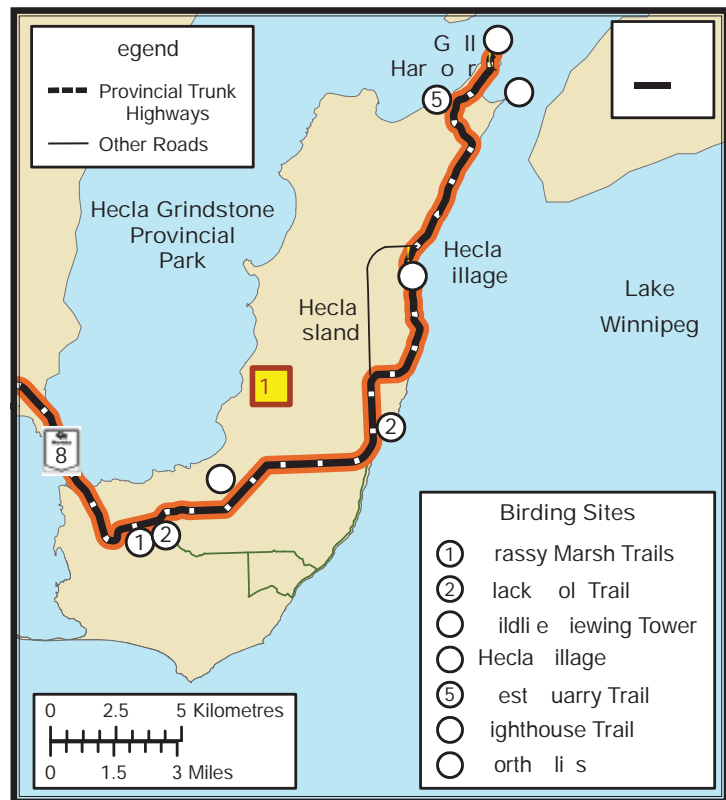 egend
Provincial Trunk
Highways
Other Roads
G ll
Har o r
5
Hecla Grindstone
Provincial
Park
Hecla
illage
Hecla
sland
Lake
Winnipeg
1
2
8
1
2
Birding Sites
1 rassy Marsh Trails
2 lack ol Trail
ildli e iewing Tower
Hecla illage
5 est uarry Trail
ighthouse Trail
orth li s
0 2.5 5 Kilometres
0 1.5 3 Miles